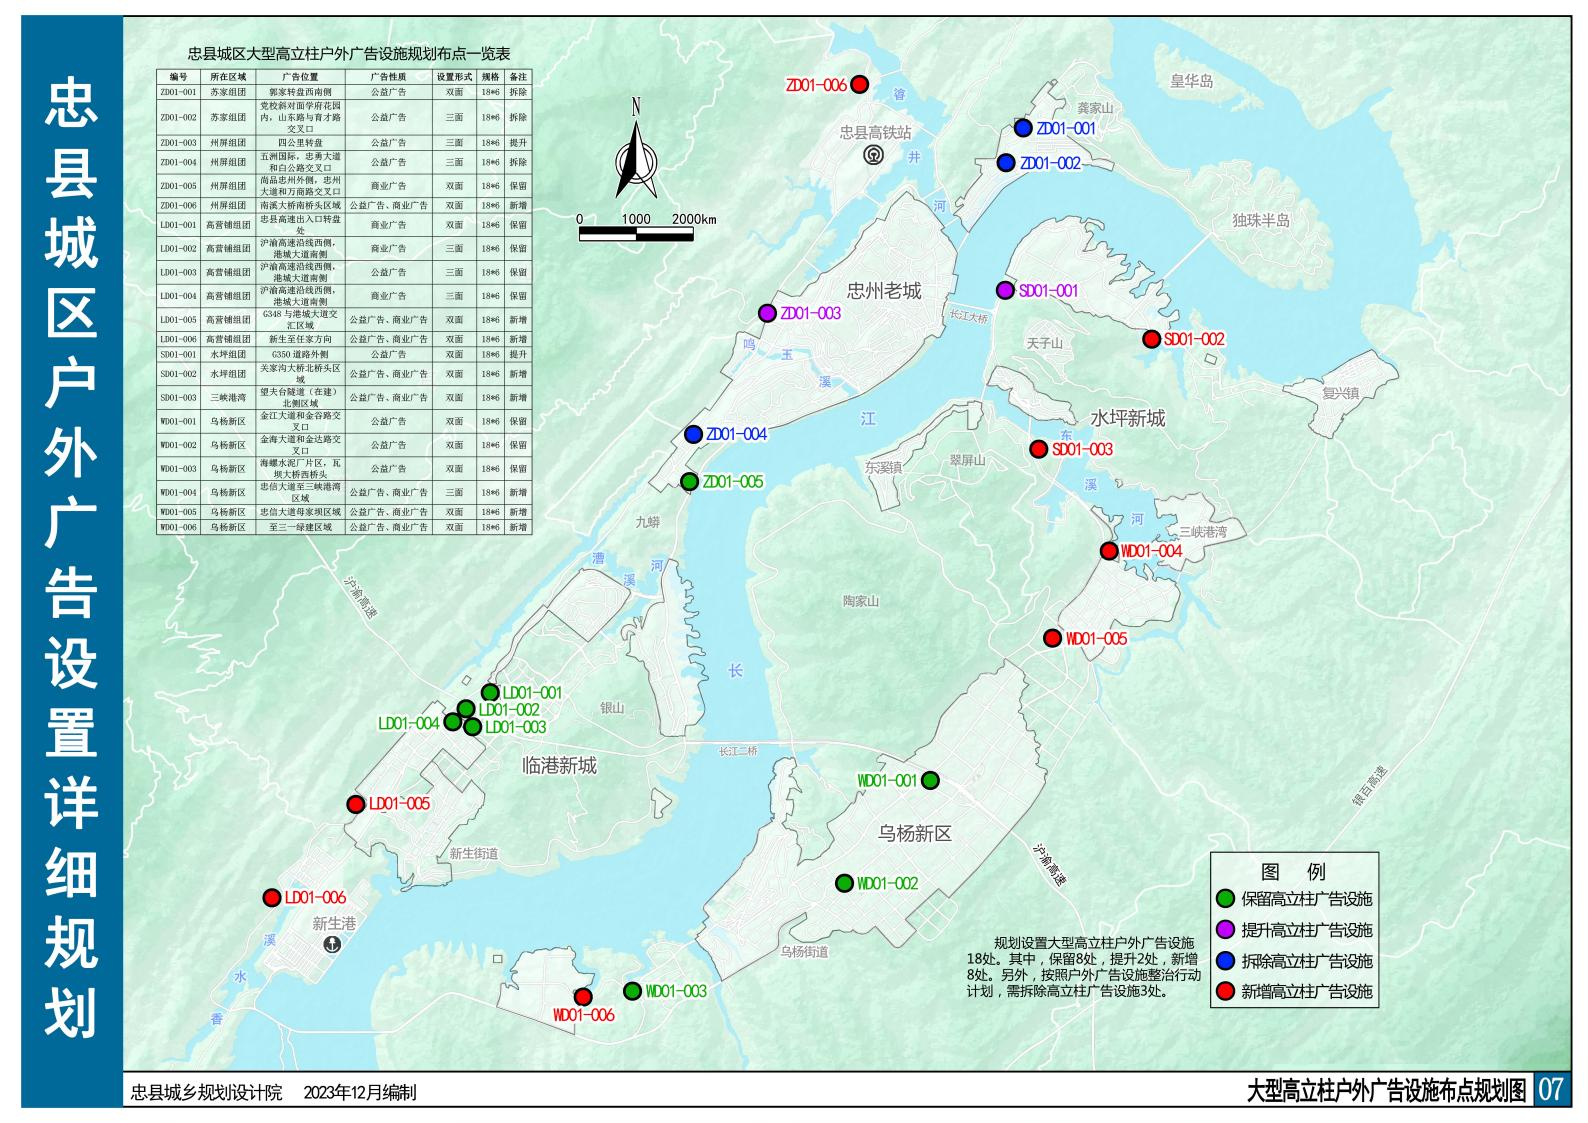 忠县城区户外广告设置详细规划
忠县城区大型高立柱户外广告设施规划布点一览表
编号 所在区域 广告位置 广告性质 设置形式 规格 备注
ZD01-001 苏家组团 郭家转盘西南侧 公益广告 双面 18*6 拆除
ZD01-002 苏家组团 党校斜对面学府花园内，山东路与育才路交叉口 公益广告 三面 18*6 拆除
ZD01-003 州屏组团 四公里转盘 公益广告 三面 18*6 提升
ZD01-004 州屏组团 五洲国际，忠勇大道和白公路交叉口 公益广告 三面 18*6 拆除
ZD01-005 州屏组团 尚品忠州外侧，忠州大道和万商路交叉口 商业广告 双面 18*6 保留
ZD01-006 州屏组团 南溪大桥南桥头区域 公益广告、商业广告 双面 18*6 新增
LD01-001 高营铺组团 忠县高速出入口转盘处 商业广告 双面 18*6 保留
LD01-002 高营铺组团 沪渝高速沿线西侧，港城大道南侧 商业广告 三面 18*6 保留
LD01-003 高营铺组团 沪渝高速沿线西侧，港城大道南侧 公益广告 三面 18*6 保留
LD01-004 高营铺组团 沪渝高速沿线西侧，港城大道南侧 商业广告 三面 18*6 保留
LD01-005 高营铺组团 G348与港城大道交汇区域 公益广告、商业广告 双面 18*6 新增
LD01-006 高营铺组团 新生至任家方向 公益广告、商业广告 双面 18*6 新增
SD01-001 水坪组团 G350道路外侧 公益广告 双面 18*6 提升
SD01-002 水坪组团 关家沟大桥北桥头区域 公益广告、商业广告 双面 18*6 新增
SD01-003 三峡港湾 望夫台隧道（在建）北侧区域 公益广告、商业广告 双面 18*6 新增
WD01-001 乌杨新区 金江大道和金谷路交叉口 公益广告 双面 18*6 保留
WD01-002 乌杨新区 金海大道和金达路交叉口 公益广告 双面 18*6 保留
WD01-003 乌杨新区 海螺水泥厂片区，瓦坝大桥西桥头 公益广告 双面 18*6 保留
WD01-004 乌杨新区 忠信大道至三峡港湾区域 公益广告、商业广告 三面 18*6 新增
WD01-005 乌杨新区 忠信大道母家坝区域 公益广告、商业广告 双面 18*6 新增
WD01-006 乌杨新区 至三一绿建区域 公益广告、商业广告 双面 18*6 新增
N
0 1000 2000km
ZD01-006
㽏井河
忠县高铁站
皇华岛
龚家山
ZD01-001
ZD01-002
独珠半岛
忠州老城
SD01-001
ZD01-003
长江大桥
SD01-002
天子山
鸣玉溪
复兴镇
水坪新城
江
ZD01-004
东溪河
SD01-003
翠屏山
东溪镇
ZD01-005
九蟒
三峡港湾
WD01-004
漕溪河
沪渝高速
陶家山
WD01-005
长
LD01-001
LD01-002
LD01-003
LD01-004
银山
长江二桥
临港新城
WD01-001
银百高速
LD01-005
乌杨新区
新生街道
沪渝高速
WD01-002
LD01-006
新生港
乌杨街道
香水溪
WD01-003
WD01-006
规划设置大型高立柱户外广告设施
18处。其中，保留8处，提升2处，新增
8处。另外，按照户外广告设施整治行动
计划，需拆除高立柱广告设施3处。
图 例
保留高立柱广告设施
提升高立柱广告设施
拆除高立柱广告设施
新增高立柱广告设施
忠县城乡规划设计院 2023年12月编制
大型高立柱户外广告设施布点规划图 07